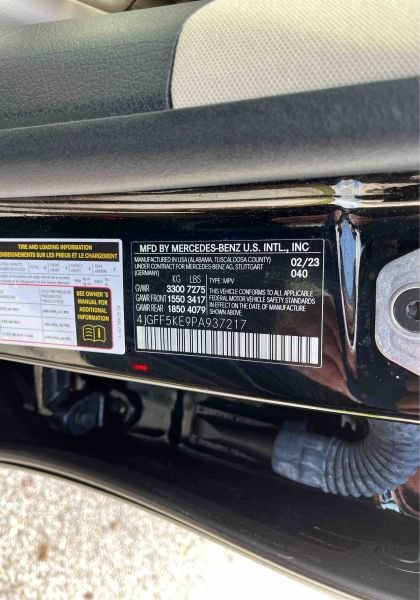 TIRE AND LOADING INFORMATION
RENSEIGNEMENTS SUR LES PNEUS ET LE CHARGEMENT
SEE OWNER'S
MANUAL FOR
ADDITIONAL
INFORMATION
MFD BY MERCEDES-BENZ U.S. INTL., INC
MANUFACTURED IN USA (ALABAMA, TUSCALOOSA COUNTY)
UNDER CONTRACT FOR MERCEDES-BENZ AG, STUTTGART
(GERMANY)
02/23
040
KG LBS TYPE: MPV
GWR 3300 7275
GAWR FRONT 1550 3417
GAWR REAR 1850 4079
THIS VEHICLE CONFORMS TO ALL APPLICABLE
FEDERAL MOTOR VEHICLE SAFETY STANDARDS
IN EFFECT ON THE DATE OF MANUFACTURE
SHOWN ABOVE.
4JGFF5KE9PA937217